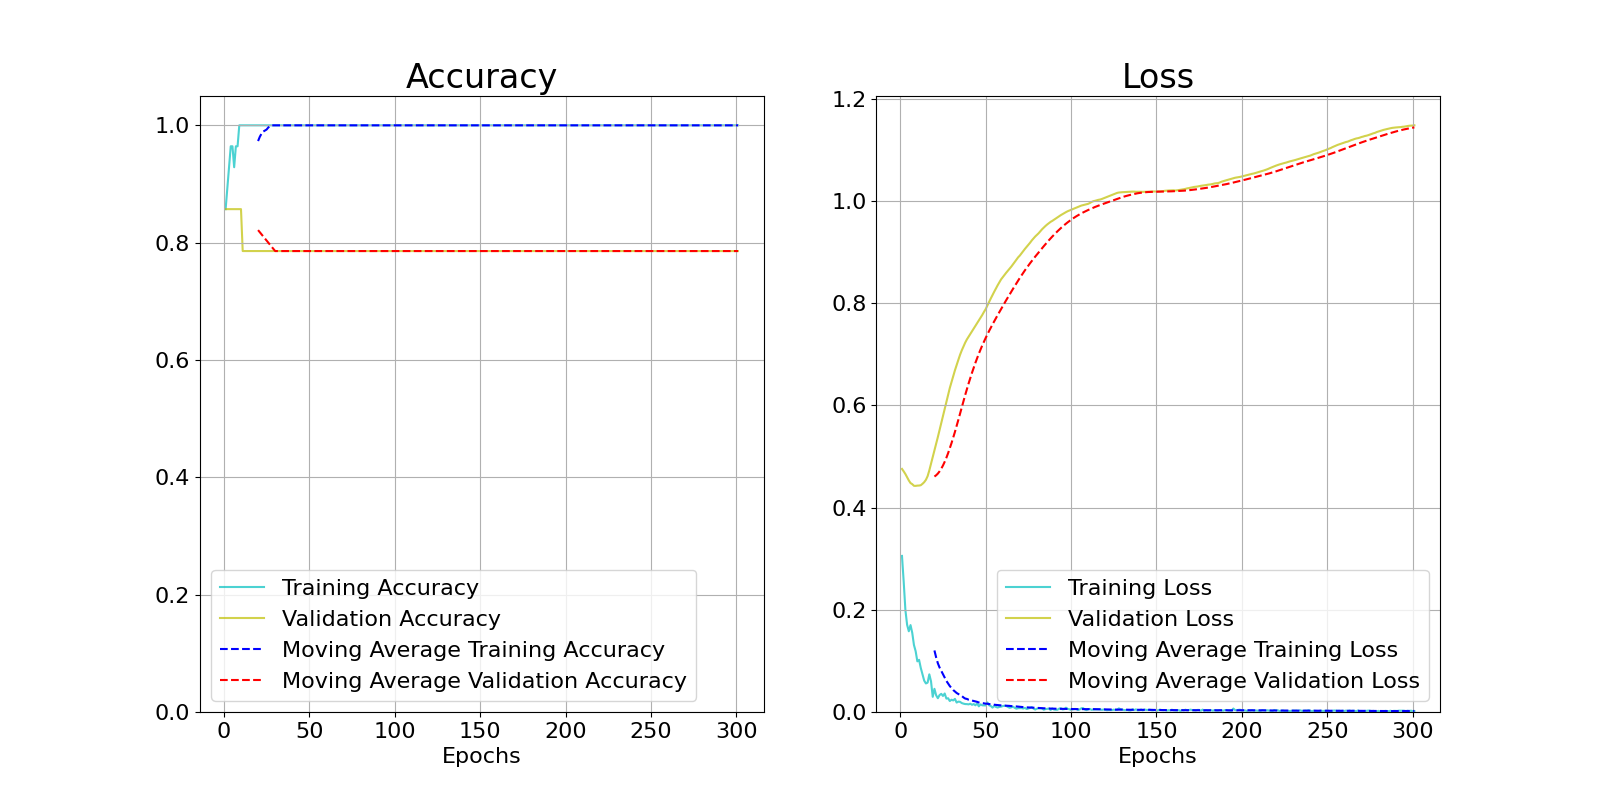 Accuracy
1.0
0.8
0.6
0.4
0.2
0.0
Training Accuracy
Validation Accuracy
Moving Average Training Accuracy
Moving Average Validation Accuracy
0 50 100 150 200 250 300
Epochs
Loss
1.2
1.0
0.8
0.6
0.4
0.2
0.0
Training Loss
Validation Loss
Moving Average Training Loss
Moving Average Validation Loss
0 50 100 150 200 250 300
Epochs